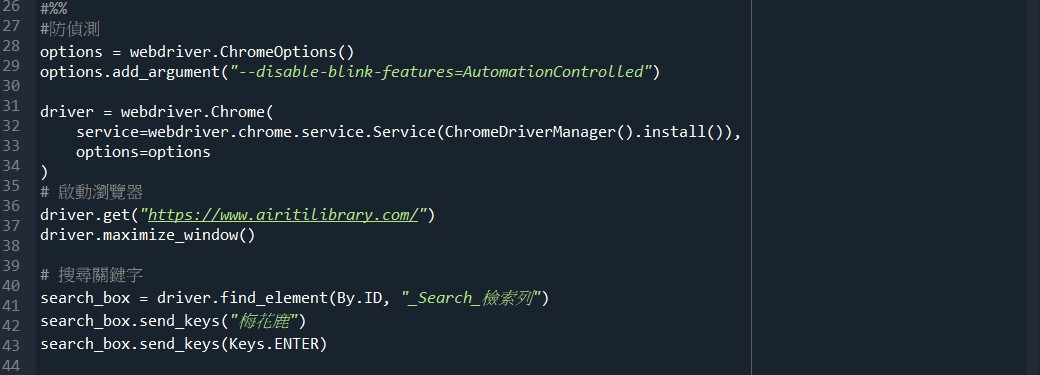 26 #%%
27 #防偵測
28 options = webdriver.ChromeOptions()
29 options.add_argument("--disable-blink-features=AutomationControlled")
30
31 driver = webdriver.Chrome(
32     service=webdriver.chrome.service.Service(ChromeDriverManager().install()),
33     options=options
34 )
35 # 啟動瀏覽器
36 driver.get("https://www.airitilibrary.com/")
37 driver.maximize_window()
38
39 # 搜尋關鍵字
40 search_box = driver.find_element(By.ID, "_Search_檢索列")
41
42 search_box.send_keys("梅花鹿")
43 search_box.send_keys(Keys.ENTER)
44